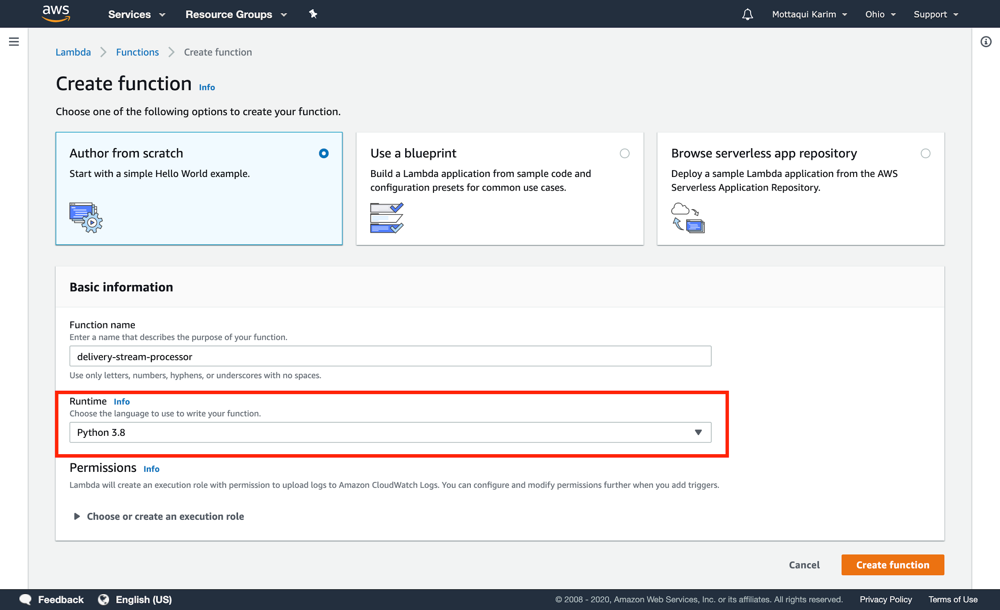 aws Services Resource Groups Mottaqui Karim Ohio Support
Lambda Functions Create function
Create function Info
Choose one of the following options to create your function.
Author from scratch
Start with a simple Hello World example.
Use a blueprint
Build a Lambda application from sample code and
configuration presets for common use cases.
Browse serverless app repository
Deploy a sample Lambda application from the AWS
Serverless Application Repository.
Basic information
Function name
Enter a name that describes the purpose of your function.
delivery-stream-processor
Use only letters, numbers, hyphens, or underscores with no spaces.
Runtime Info
Choose the language to use to write your function.
Python 3.8
Permissions Info
Lambda will create an execution role with permission to upload logs to Amazon CloudWatch Logs. You can configure and modify permissions further when you add triggers.
Choose or create an execution role
Cancel Create function
Feedback English (US) © 2008 - 2020, Amazon Web Services, Inc. or its affiliates. All rights reserved. Privacy Policy Terms of Use